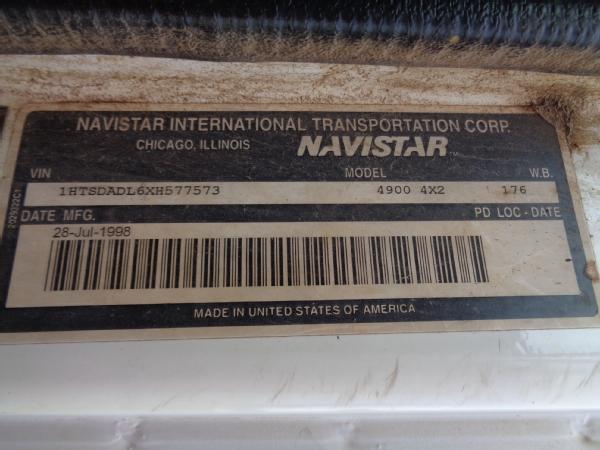 NAVISTAR INTERNATIONAL TRANSPORTATION CORP.
CHICAGO, ILLINOIS NAVISTAR
VIN MODEL W.B.
1HTSDADL6XH577573 4900 4X2 176
DATE MFG. PD LOC - DATE
28-Jul-1998
MADE IN UNITED STATES OF AMERICA